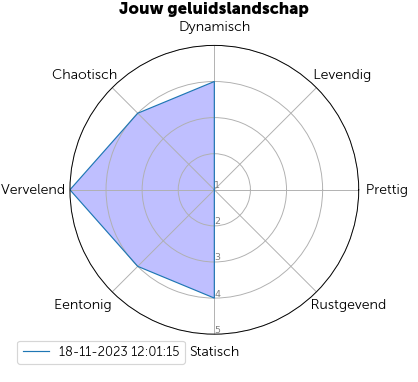 Jouw geluidslandschap
Dynamisch
Chaotisch
Levendig
Vervelend
1
Prettig
2
3
Eentonig
4
Rustgevend
5
18-11-2023 12:01:15
Statisch